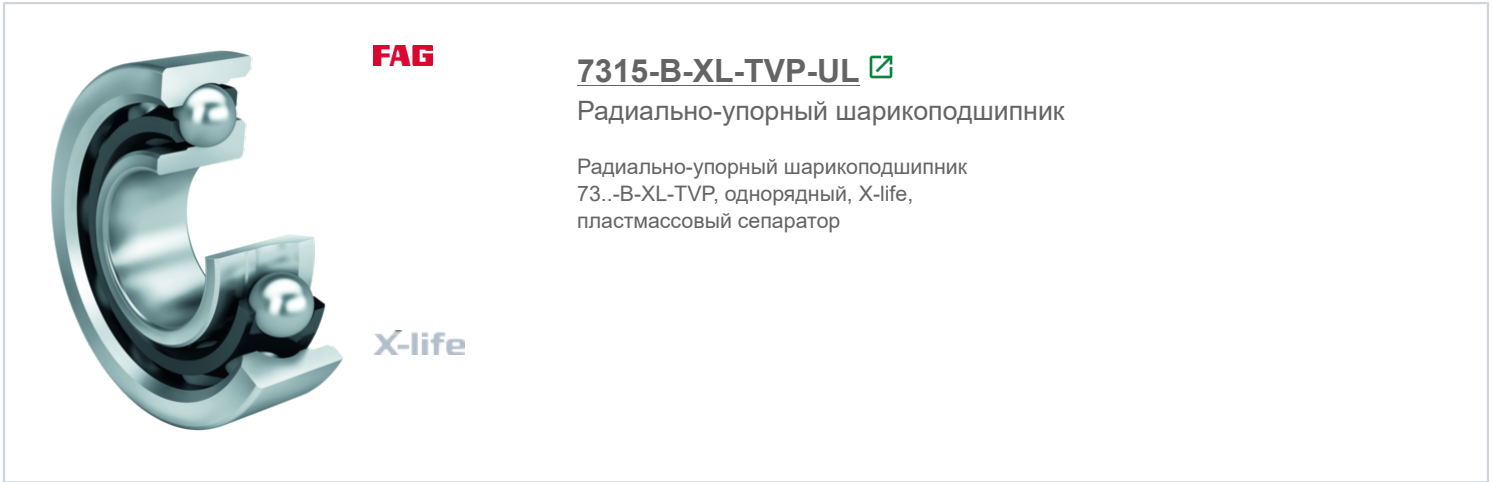 FAG
7315-B-XL-TVP-UL
Радиально-упорный шарикоподшипник
Радиально-упорный шарикоподшипник
73..-B-XL-TVP, однорядный, X-life,
пластмассовый сепаратор
X-life